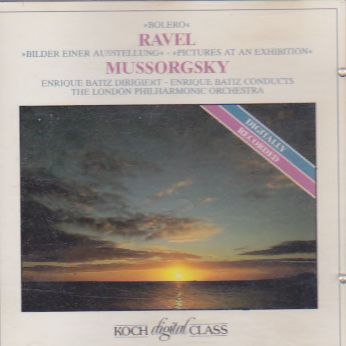 »BOLERO«
RAVEL
»BILDER EINER AUSSTELLUNG« - »PICTURES AT AN EXHIBITION«
MUSSORGSKY
ENRIQUE BATIZ DIRIGIERT - ENRIQUE BATIZ CONDUCTS
THE LONDON PHILHARMONIC ORCHESTRA
DIGITALLY
RECORDED
KOCH digital CLASS